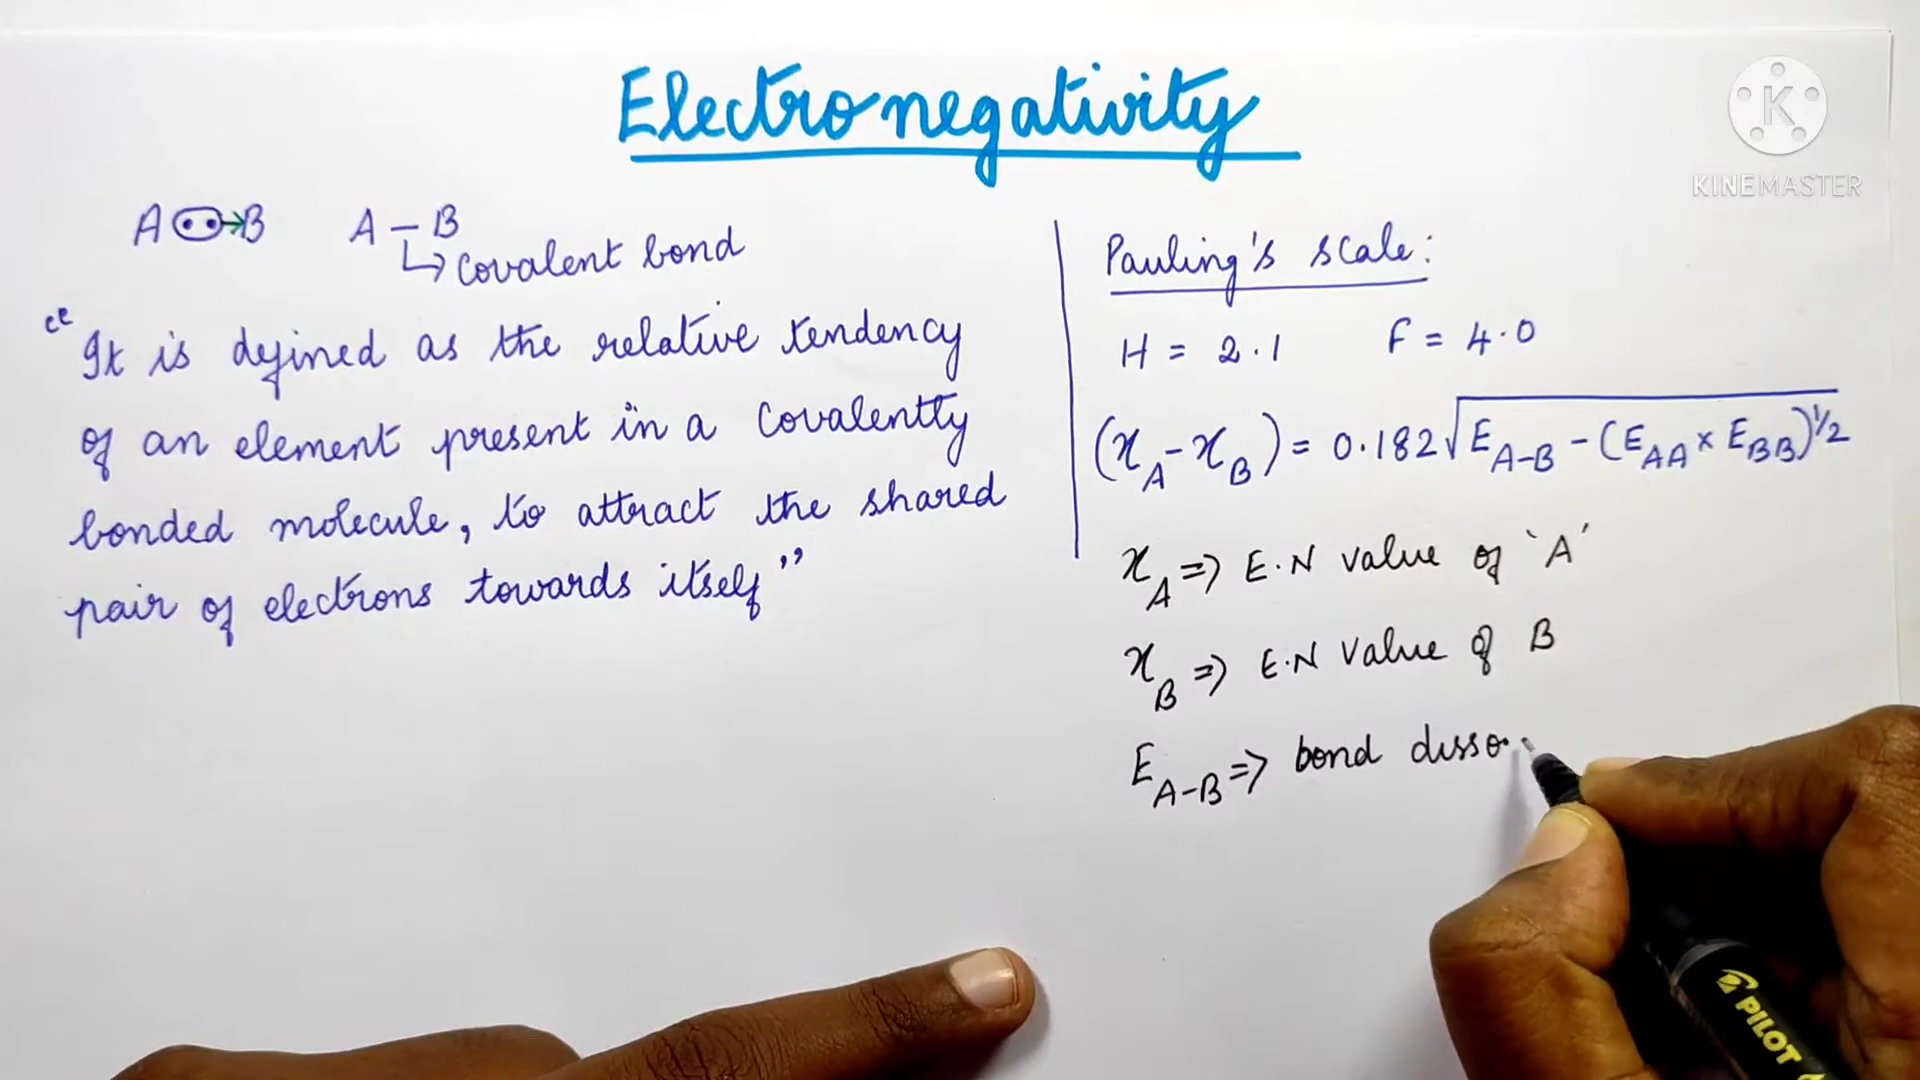 Electronegativity
K
KINEMASTER
A B A – B
↳ Covalent bond
“It is defined as the relative tendency
of an element present in a covalently
bonded molecule, to attract the shared
pair of electrons towards itself”
Pauling's scale:
H = 2.1 F = 4.0
(x_A - x_B) = 0.182 √E_A-B - (E_AA × E_BB)^1/2
x_A => E.N value of 'A'
x_B => E.N value of B
E_A-B => bond disso
PILOT